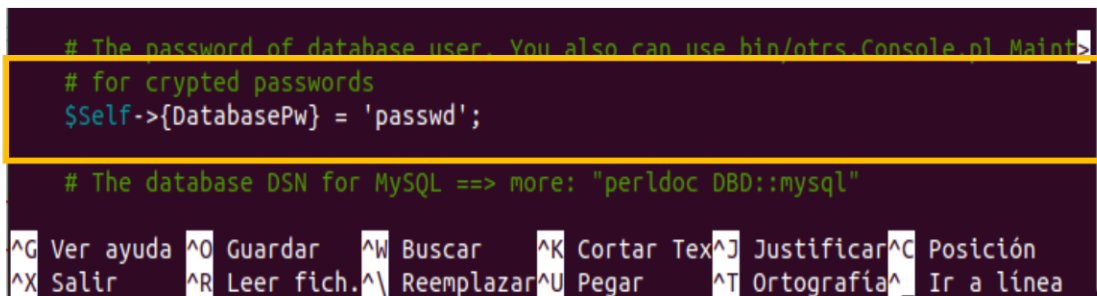 # The password of database user. You also can use bin/otrs.Console.pl Maint>
# for crypted passwords
$Self->{DatabasePw} = 'passwd';
# The database DSN for MySQL ==> more: "perldoc DBD::mysql"
^G Ver ayuda ^O Guardar ^W Buscar ^K Cortar Tex^J Justificar^C Posición
^X Salir ^R Leer fich.^\ Reemplazar^U Pegar ^T Ortografía^_ Ir a línea